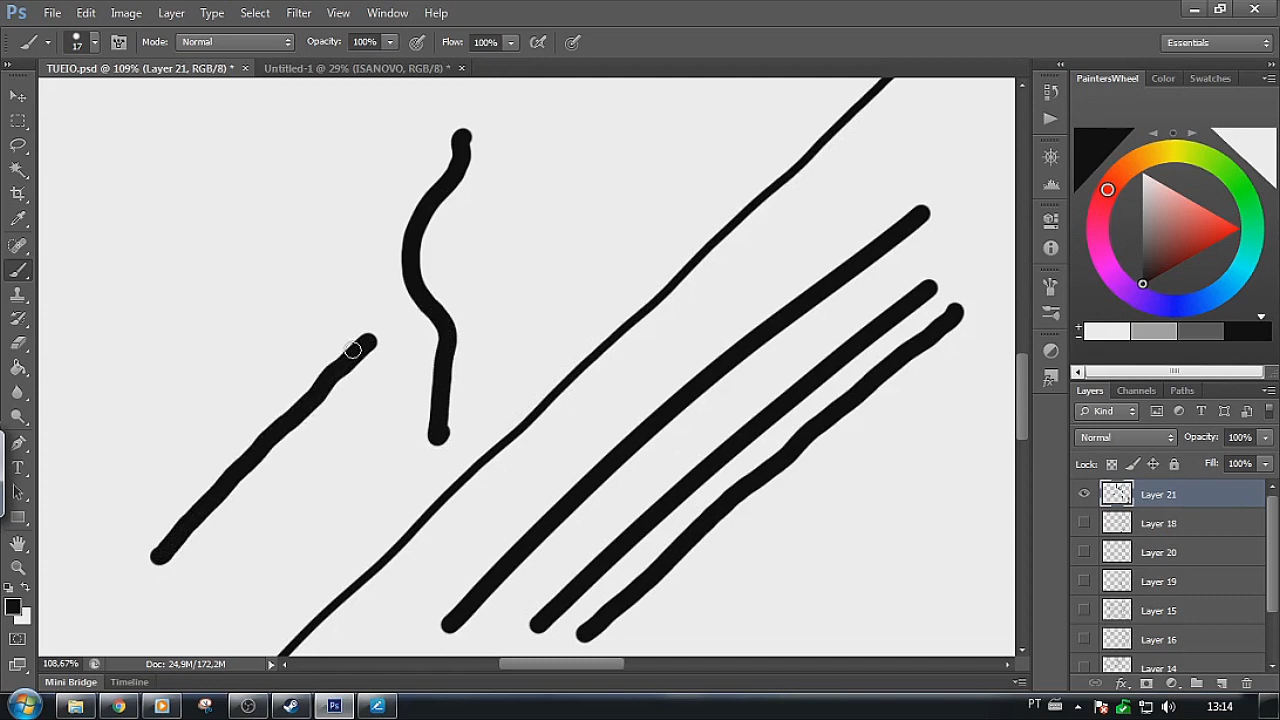 Ps File Edit Image Layer Type Select Filter View Window Help
17 Mode: Normal Opacity: 100% Flow: 100% Essentials
TUEIO.psd @ 109% (Layer 21, RGB/8) * × Untitled-1 @ 29% (ISANOVO, RGB/8) * ×
PaintersWheel Color Swatches
Layers Channels Paths
Kind
Normal Opacity: 100%
Lock: Fill: 100%
Layer 21
Layer 18
Layer 20
Layer 19
Layer 15
Layer 16
Layer 14
108,67% Doc: 24,9M/172,2M
Mini Bridge Timeline
Ps PT 13:14